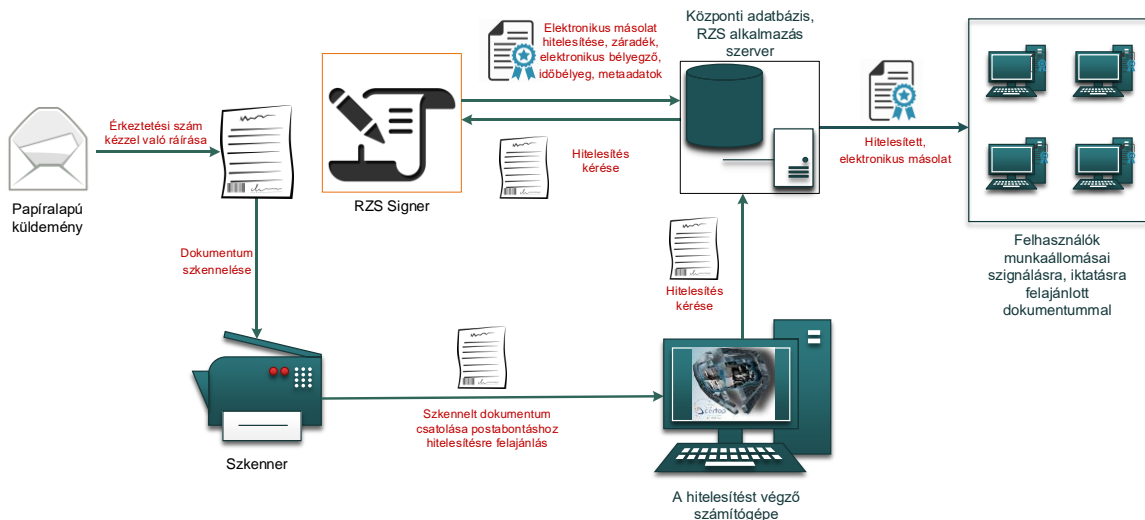 Elektronikus másolat
hitelesítése, záradék,
elektronikus bélyegző,
időbélyeg, metaadatok
Központi adatbázis,
RZS alkalmazás
szerver
Érkeztetési szám
kézzel való ráírása
Hitelesítés
kérése
Hitelesített,
elektronikus másolat
Papíralapú
küldemény
RZS Signer
Dokumentum
szkennelése
Hitelesítés
kérése
Felhasználók
munkaállomásai
szignálásra, iktatásra
felajánlott
dokumentummal
Szkennelt dokumentum
csatolása postabontáshoz
hitelesítésre felajánlás
Szkenner
A hitelesítést végző
számítógépe